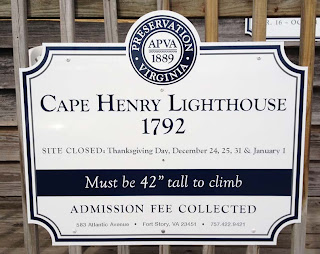 PRESERVATION
APVA
1889
VIRGINIA
CAPE HENRY LIGHTHOUSE
1792
SITE CLOSED: Thanksgiving Day, December 24, 25, 31 & January 1
Must be 42" tall to climb
ADMISSION FEE COLLECTED
583 Atlantic Avenue • Fort Story, VA 23451 • 757.422.9421